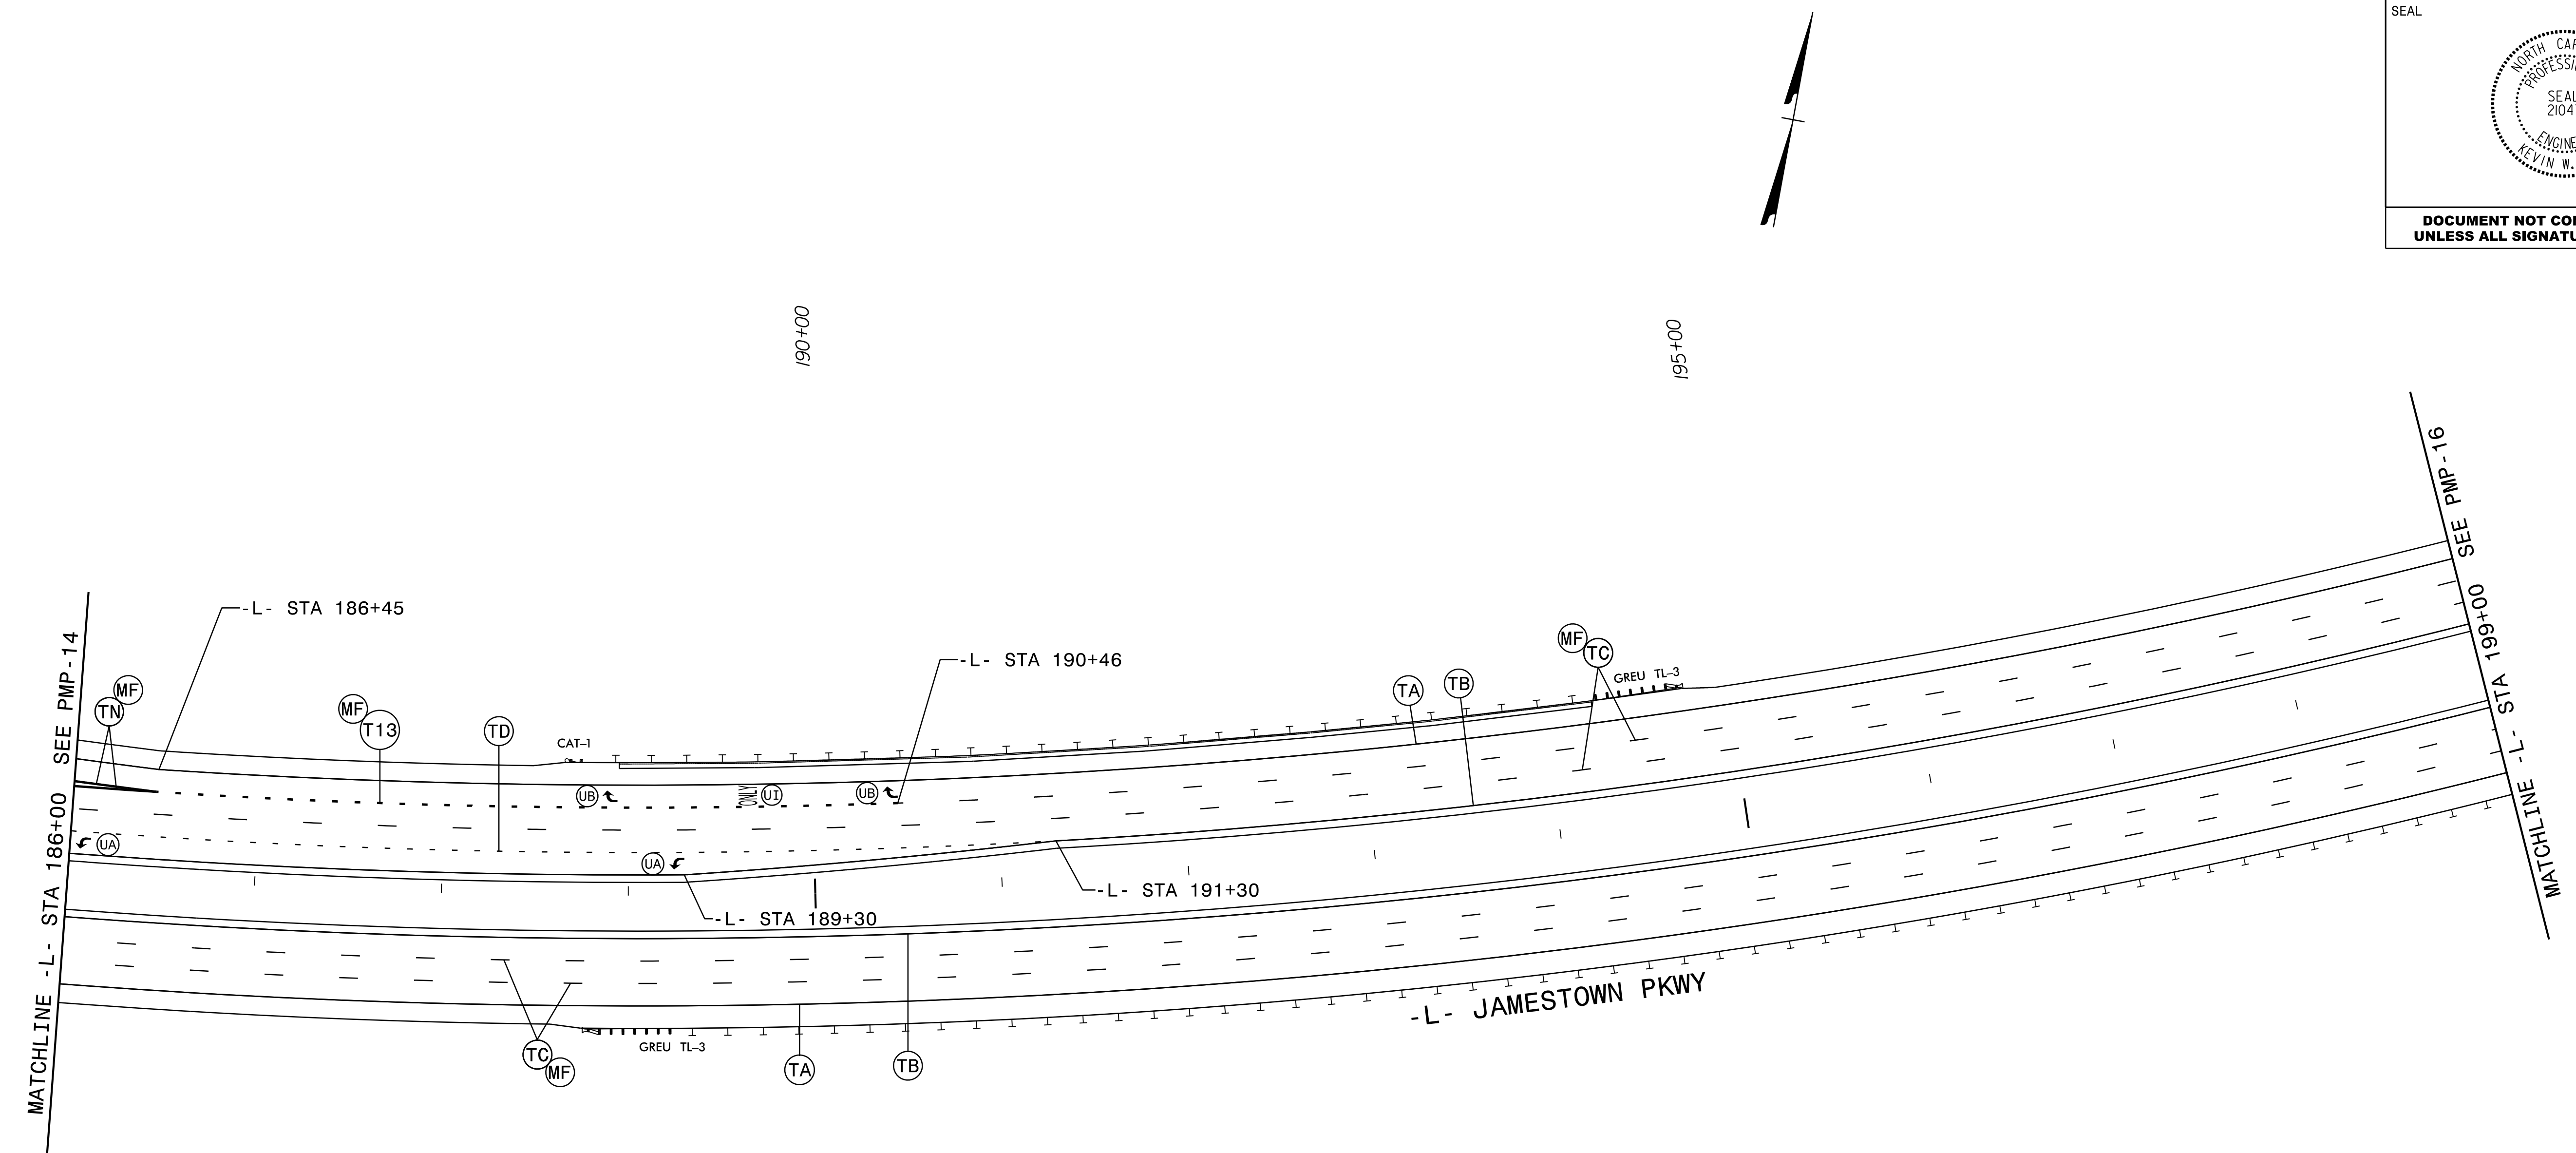 SEAL
NORTH
SEAL
KEVIN W.
DOCUMENT NOT
UNLESS ALL
190+00
195+00
MATCHLINE -L- STA 186+00 SEE PMP-14
MATCHLINE -L- STA 199+00 SEE PMP-16
-L- STA 186+45
-L- STA 190+46
MF
TN
MF
T13
TD
CAT-1
MF
TC
GREU TL-3
TA
TB
UB
ONLY
UI
UB
UA
UA
-L- STA 189+30
-L- STA 191+30
-L- JAMESTOWN PKWY
GREU TL-3
TC
MF
TA
TB